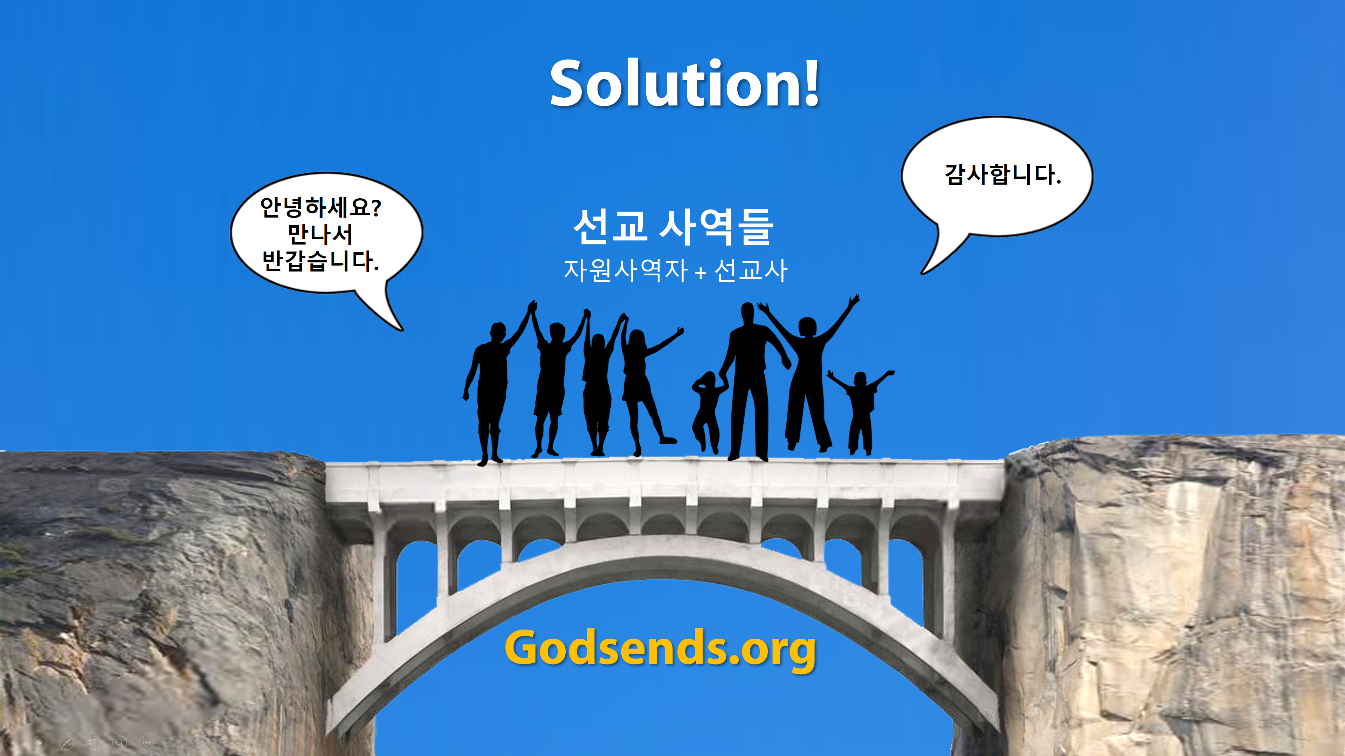 Solution!
안녕하세요?
만나서
반갑습니다.
감사합니다.
선교 사역들
자원사역자 + 선교사
Godsends.org